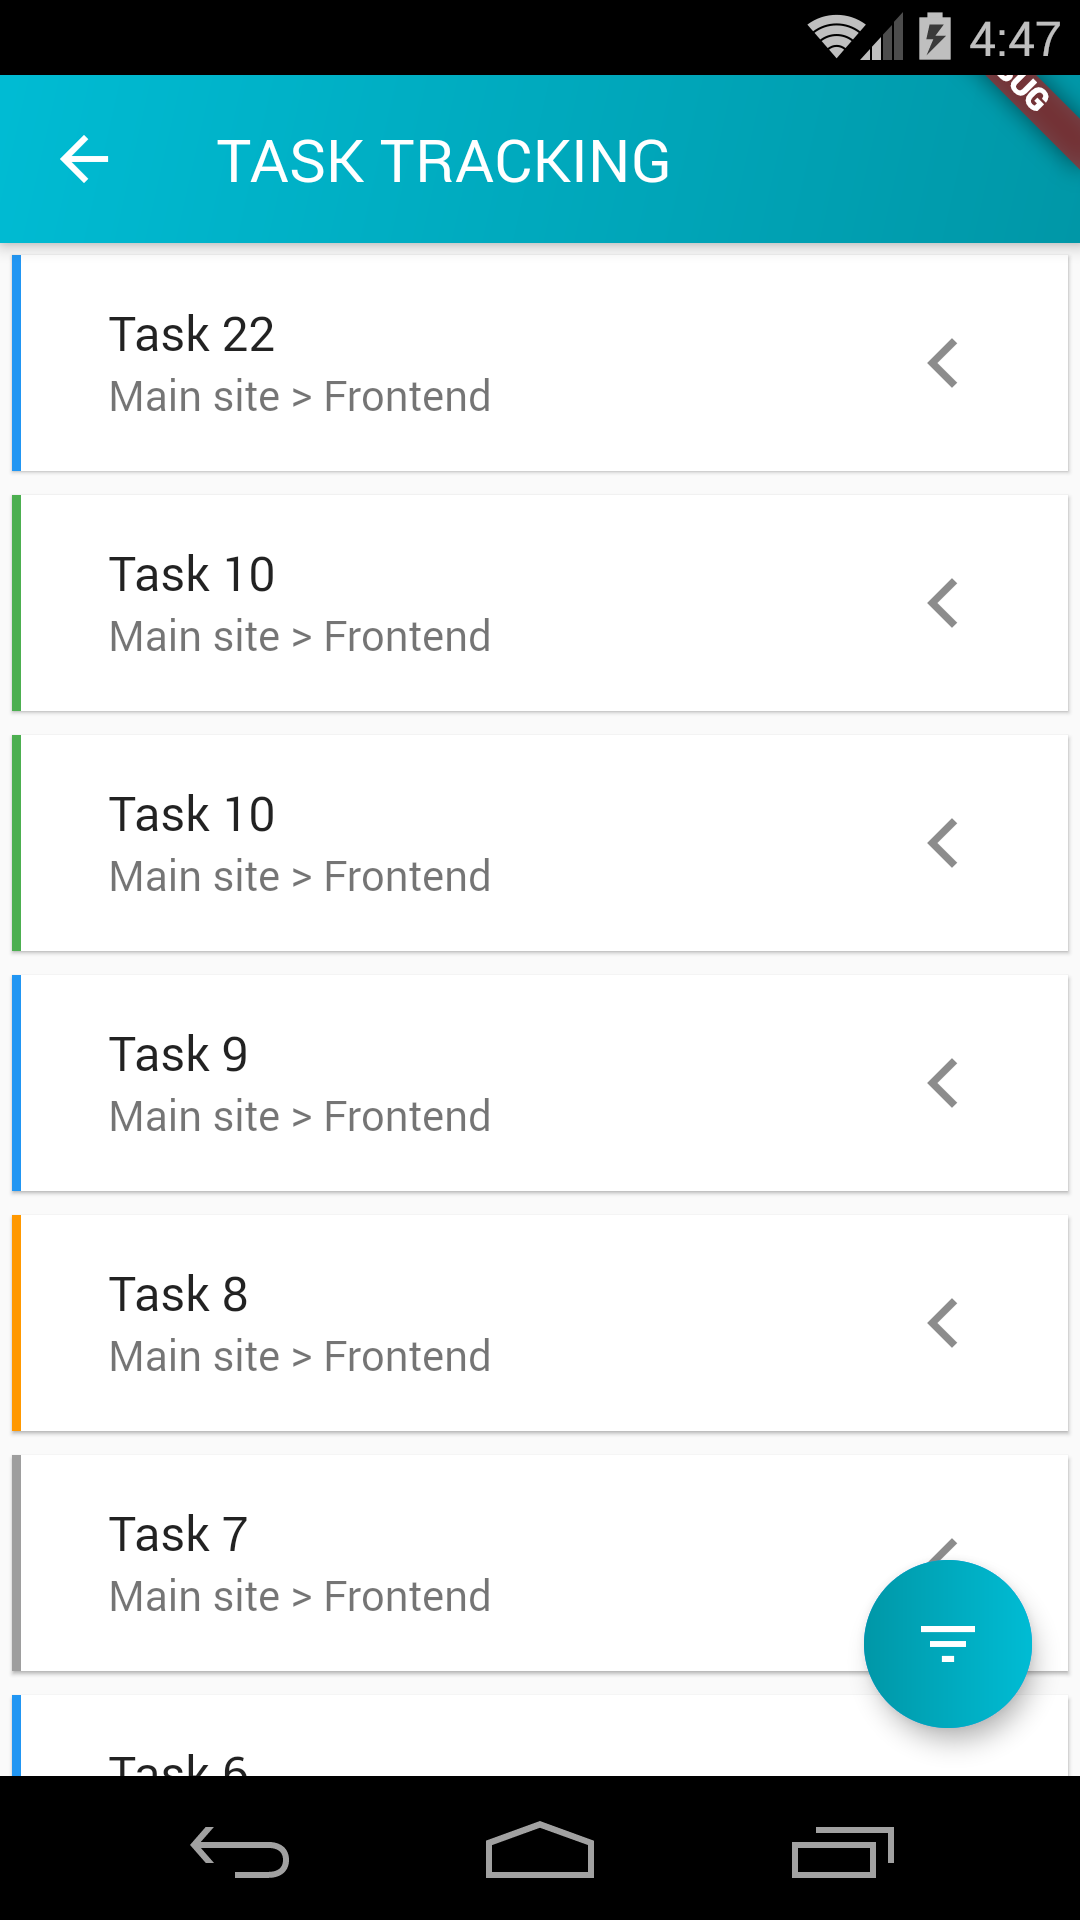 4:47
TASK TRACKING
Task 22
Main site > Frontend
Task 10
Main site > Frontend
Task 10
Main site > Frontend
Task 9
Main site > Frontend
Task 8
Main site > Frontend
Task 7
Main site > Frontend
Task 6